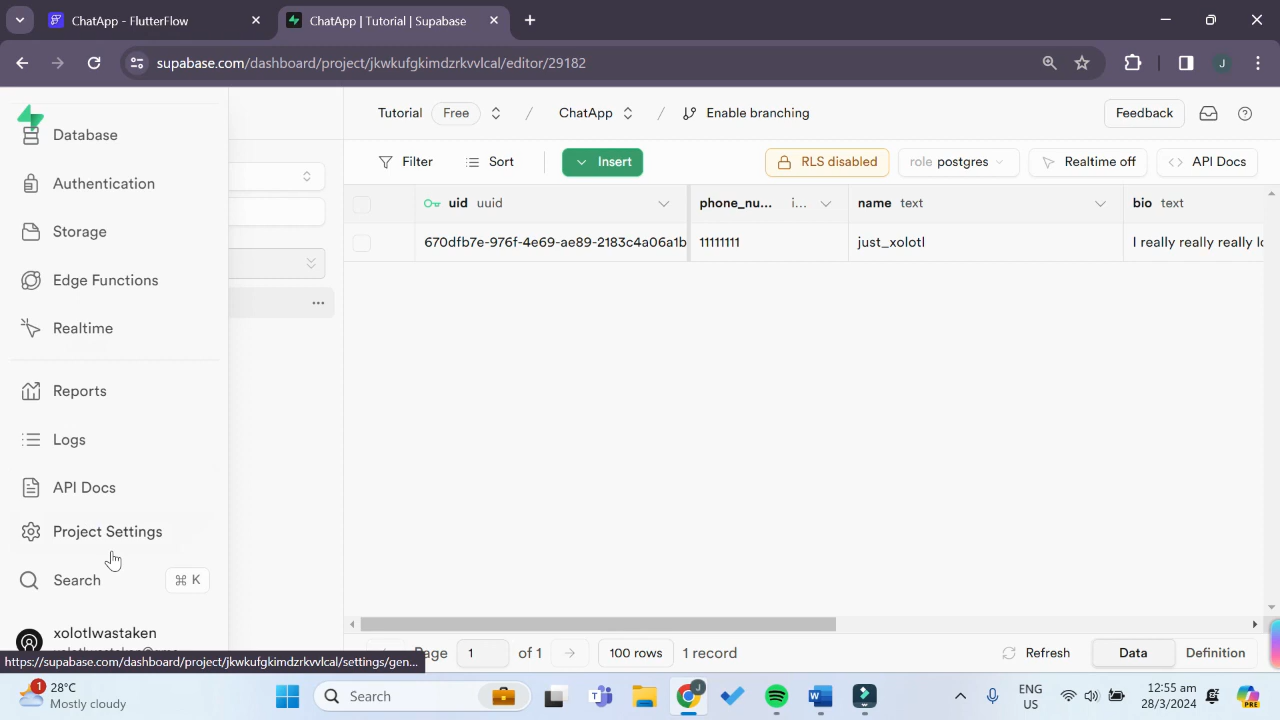 ChatApp - FlutterFlow
ChatApp | Tutorial | Supabase
supabase.com/dashboard/project/jkwkufgkimdzrkvvlcal/editor/29182
J
Tutorial Free / ChatApp / Enable branching
Feedback
Database
Authentication
Storage
Edge Functions
Realtime
Reports
Logs
API Docs
Project Settings
Search ⌘ K
xolotlwastaken
https://supabase.com/dashboard/project/jkwkufgkimdzrkvvlcal/settings/gen...
Filter Sort Insert RLS disabled role postgres Realtime off API Docs
uid uuid phone_nu... i... name text bio text
670dfb7e-976f-4e69-ae89-2183c4a06a1b 11111111 just_xolotl I really really really
Page 1 of 1 100 rows 1 record Refresh Data Definition
1 28°C
Mostly cloudy
Search
J
PRE
ENG
US
12:55 am
28/3/2024